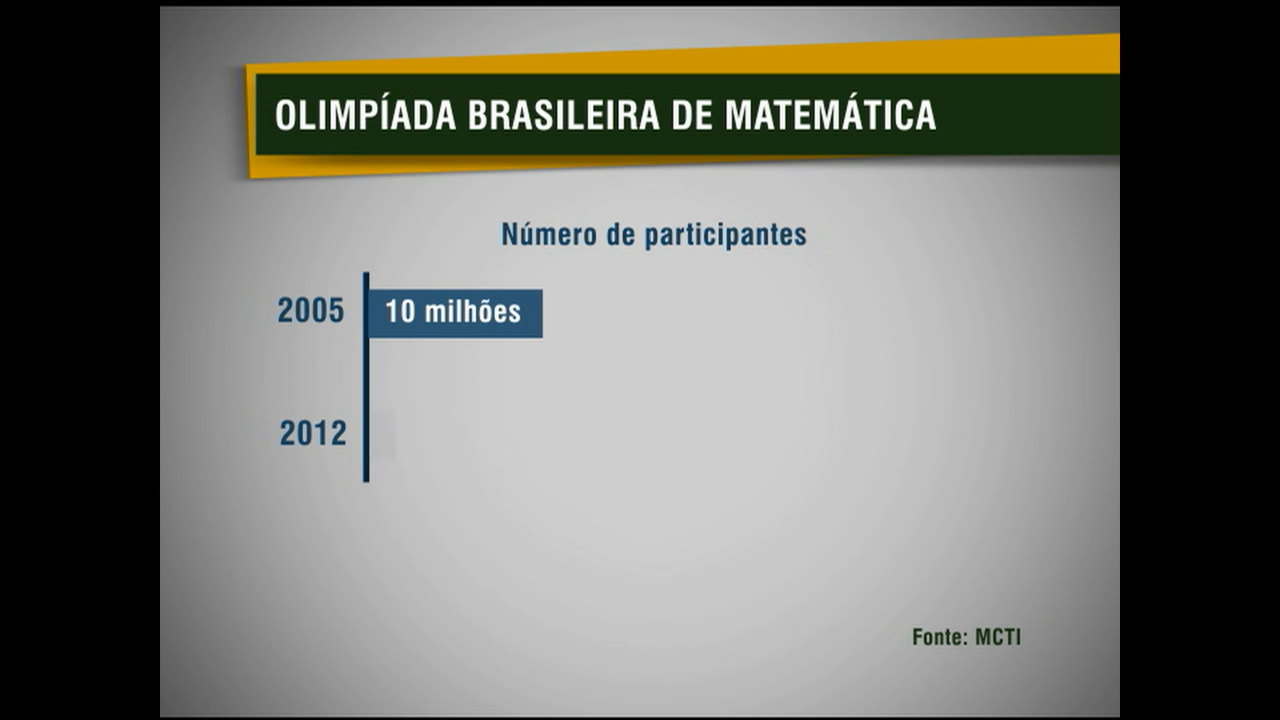 OLIMPÍADA BRASILEIRA DE MATEMÁTICA
Número de participantes
2005 10 milhões
2012
Fonte: MCTI